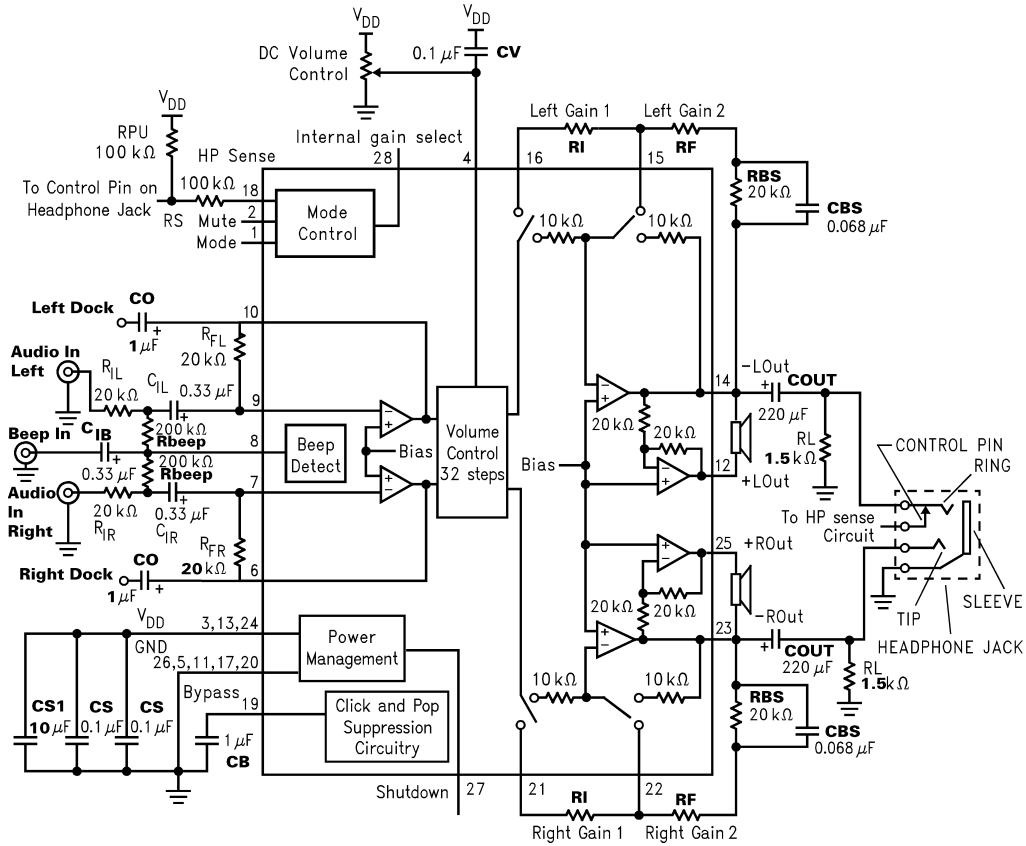 VDD
DC Volume
Control
VDD
0.1 μF CV
VDD
RPU
100 kΩ
Internal gain select
HP Sense
28
4
Left Gain 1
Left Gain 2
RI
RF
16
15
To Control Pin on
Headphone Jack
RS
100 kΩ
18
Mute
2
Mode
1
Mode
Control
10 kΩ
10 kΩ
RBS
20 kΩ
CBS
0.068 μF
Left Dock
CO
+
1 μF
10
RFL
20 kΩ
Audio In
Left
RIL
20 kΩ
CIL
0.33 μF
+
9
200 kΩ
Rbeep
Beep In
CIB
0.33 μF
8
200 kΩ
Rbeep
Beep
Detect
Audio
In
Right
20 kΩ
RIR
+
0.33 μF
CIR
7
RFR
20 kΩ
Right Dock
CO
1 μF
+
6
−
+
Bias
+
−
Volume
Control
32 steps
Bias
−
+
20 kΩ
20 kΩ
−
+
14
−LOut
12
+LOut
+
COUT
220 μF
RL
1.5 kΩ
CONTROL PIN
RING
To HP sense
Circuit
TIP
SLEEVE
HEADPHONE JACK
+
−
25
+ROut
20 kΩ
20 kΩ
+
−
23
−ROut
+
COUT
220 μF
RL
1.5 kΩ
VDD
3,13,24
GND
26,5,11,17,20
Power
Management
Bypass
19
Click and Pop
Suppression
Circuitry
CS1
10 μF
CS
0.1 μF
CS
0.1 μF
1 μF
CB
10 kΩ
10 kΩ
RBS
20 kΩ
CBS
0.068 μF
Shutdown
27
21
22
RI
RF
Right Gain 1
Right Gain 2